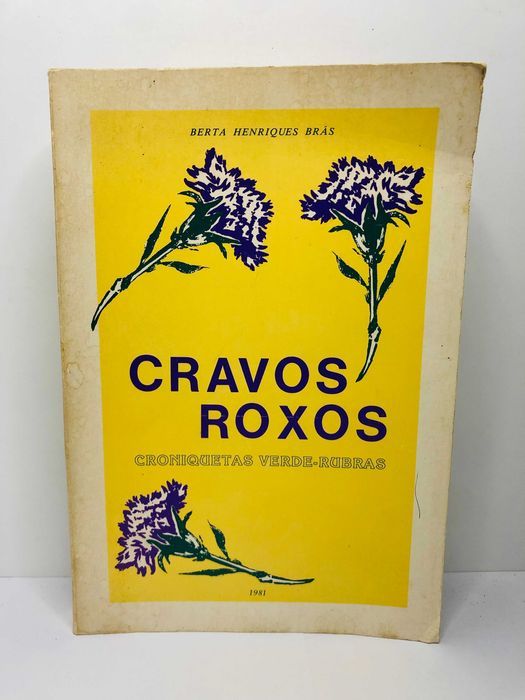 BERTA HENRIQUES BRÁS
CRAVOS
ROXOS
CRONIQUETAS VERDE-RUBRAS
1981